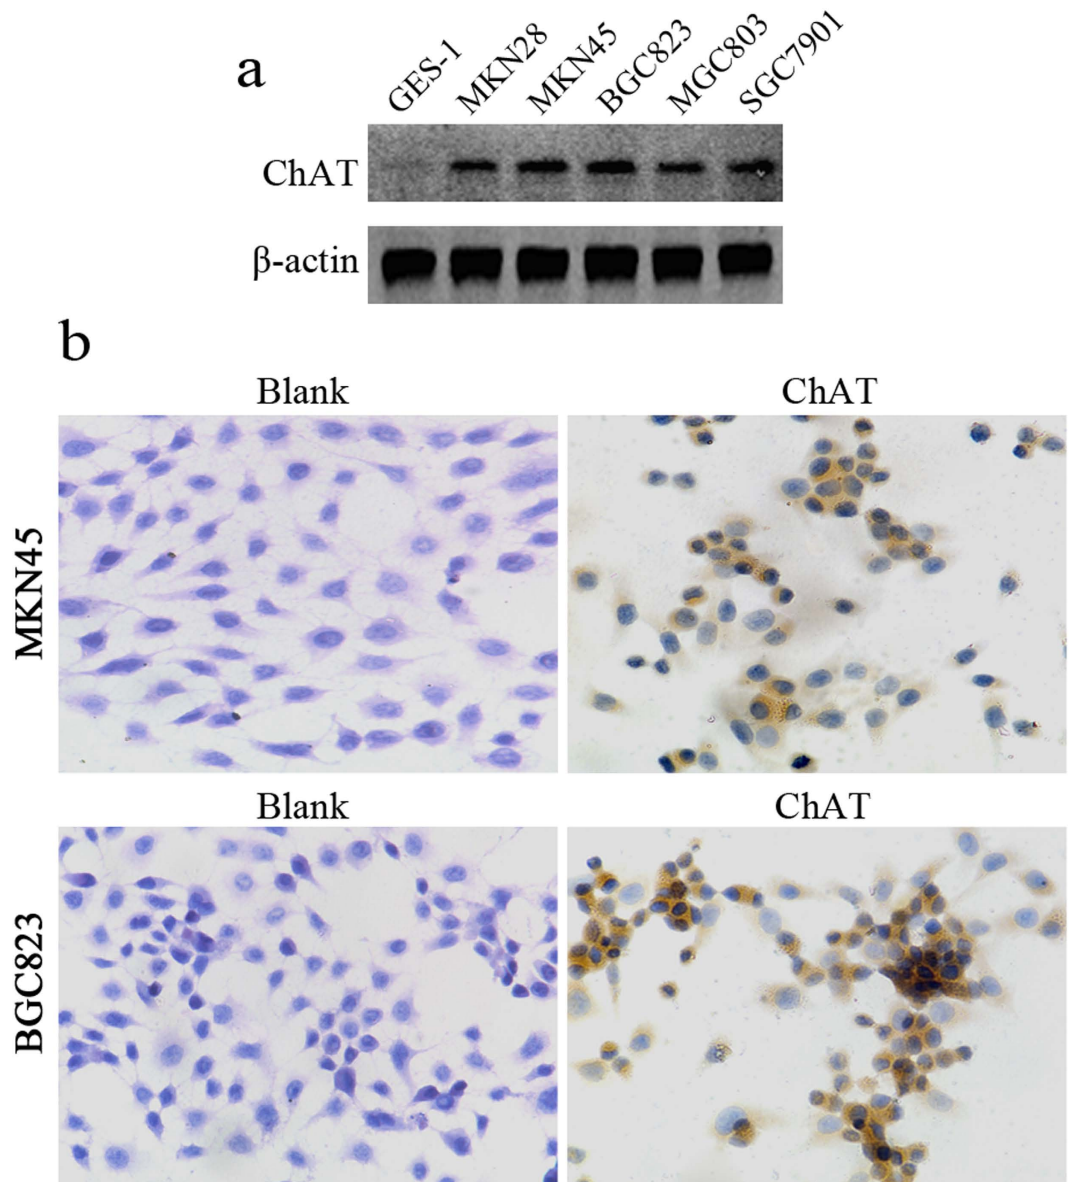 a
GES-1 MKN28 MKN45 BGC823 MGC803 SGC7901
ChAT
β-actin
b
Blank ChAT
MKN45
Blank ChAT
BGC823